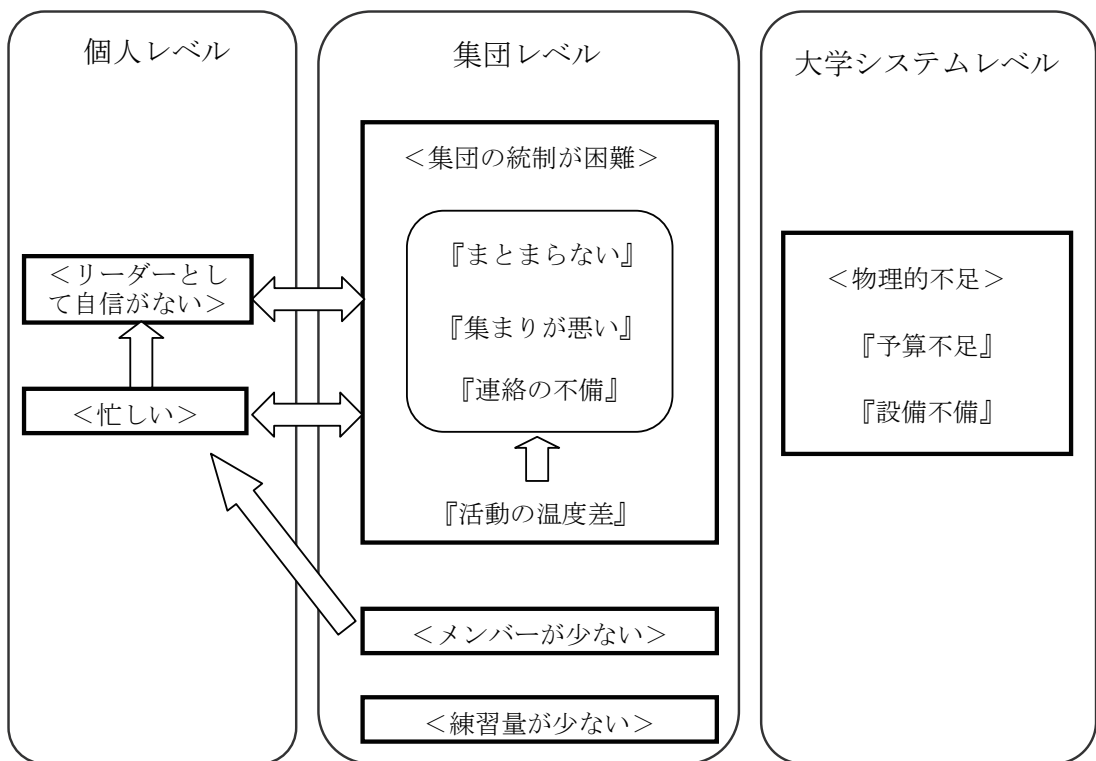 個人レベル
＜リーダーとし
て自信がない＞
＜忙しい＞
集団レベル
＜集団の統制が困難＞
『まとまらない』
『集まりが悪い』
『連絡の不備』
『活動の温度差』
＜メンバーが少ない＞
＜練習量が少ない＞
大学システムレベル
＜物理的不足＞
『予算不足』
『設備不備』